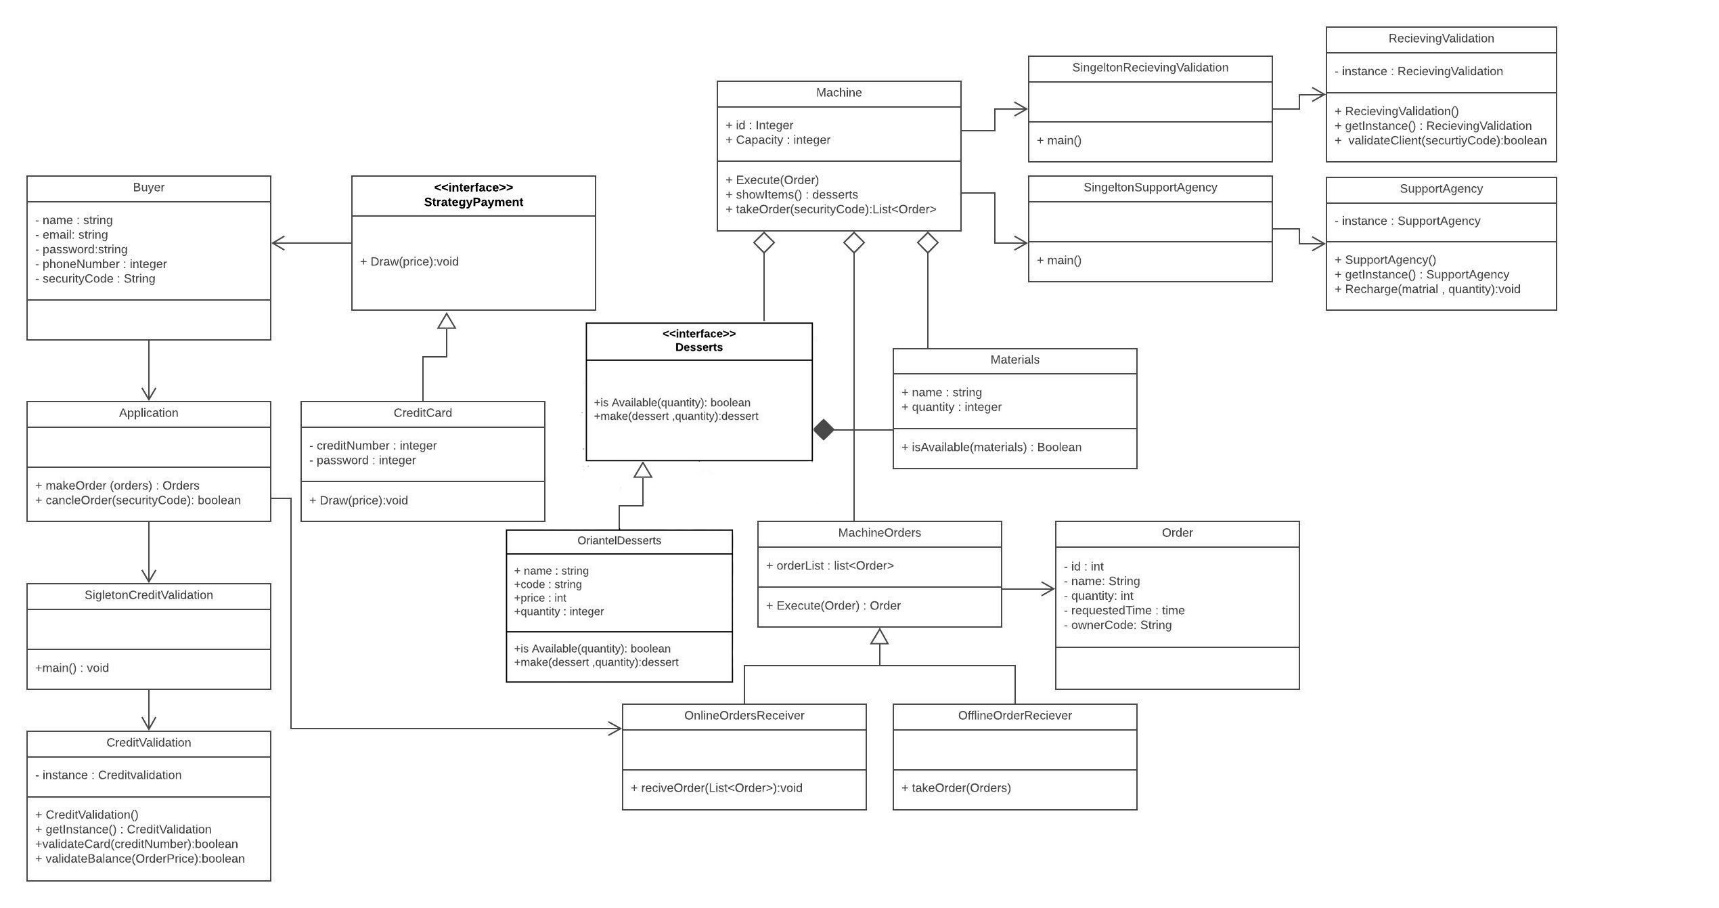 RecievingValidation
- instance : RecievingValidation
+ RecievingValidation()
+ getInstance() : RecievingValidation
+  validateClient(securtiyCode):boolean
SingeltonRecievingValidation
+ main()
Machine
+ id : Integer
+ Capacity : integer
+ Execute(Order)
+ showItems() : desserts
+ takeOrder(securityCode):List<Order>
SingeltonSupportAgency
+ main()
SupportAgency
- instance : SupportAgency
+ SupportAgency()
+ getInstance() : SupportAgency
+ Recharge(matrial , quantity):void
Buyer
- name : string
- email: string
- password:string
- phoneNumber : integer
- securityCode : String
<<interface>>
StrategyPayment
+ Draw(price):void
<<interface>>
Desserts
+is Available(quantity): boolean
+make(dessert ,quantity):dessert
Materials
+ name : string
+ quantity : integer
+ isAvailable(materials) : Boolean
Application
+ makeOrder (orders) : Orders
+ cancleOrder(securityCode): boolean
CreditCard
- creditNumber : integer
- password : integer
+ Draw(price):void
OriantelDesserts
+ name : string
+code : string
+price : int
+quantity : integer
+is Available(quantity): boolean
+make(dessert ,quantity):dessert
MachineOrders
+ orderList : list<Order>
+ Execute(Order) : Order
Order
- id : int
- name: String
- quantity: int
- requestedTime : time
- ownerCode: String
SigletonCreditValidation
+main() : void
OnlineOrdersReceiver
+ reciveOrder(List<Order>):void
OfflineOrderReciever
+ takeOrder(Orders)
CreditValidation
- instance : Creditvalidation
+ CreditValidation()
+ getInstance() : CreditValidation
+validateCard(creditNumber):boolean
+ validateBalance(OrderPrice):boolean